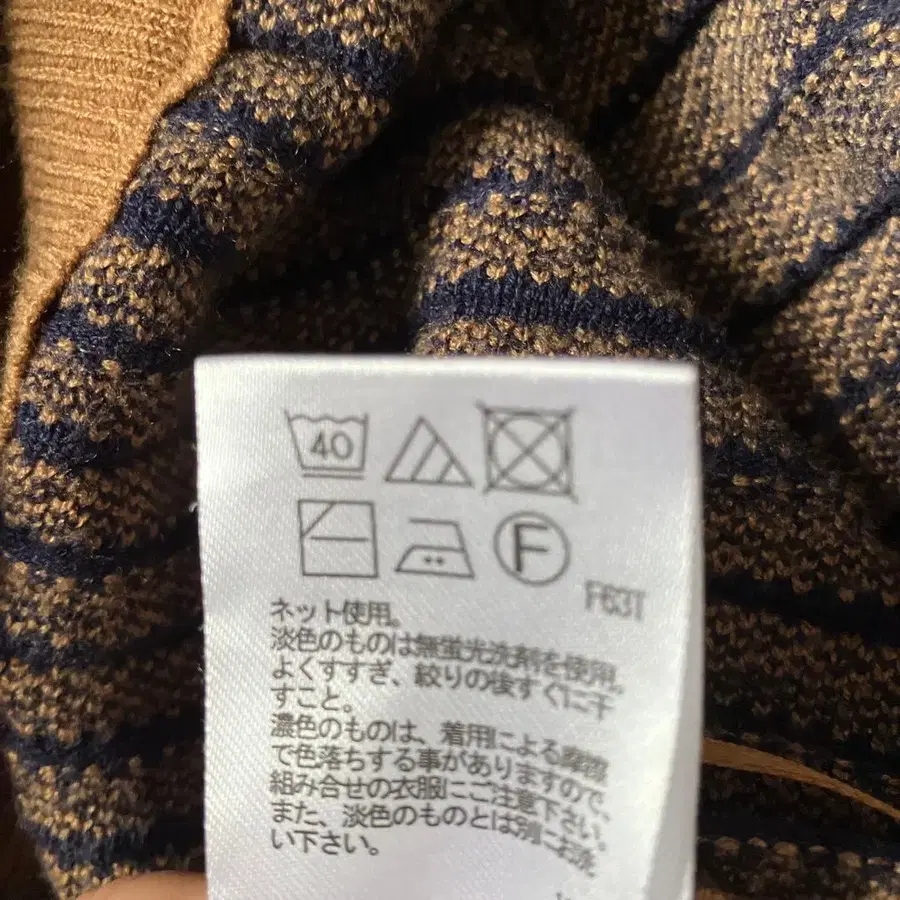 40
F
F63T
ネット使用。
淡色のものは無蛍光洗剤を使用。
よくすすぎ、絞りの後すぐに干
すこと。
濃色のものは、着用による摩擦
で色落ちする事がありますので、
組み合せの衣服にご注意下さい。
また、淡色のものとは別にお洗
い下さい。